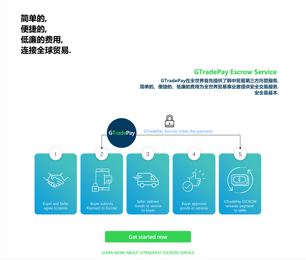 简单的,
便捷的,
低廉的费用,
连接全球贸易.
GTradePay Escrow Service
GTradePay在全世界首先提供了韩中贸易第三方托管服务.
简单的、便捷的、低廉的费用为全世界贸易事业者提供安全交易服务.
安全是基本.
GTradePay
GTradePay Escrow holds the payment
1
2
3
4
5
Buyer and Seller
agree to terms
Buyer submits
Payment to Escrow
Seller delivers
Goods or service
to buyer
Buyer approves
goods or service
GTradePay ESCROW
releases payment
to seller
Get started now
LEARN MORE ABOUT GTRADEPAY ESCROW SERVICE